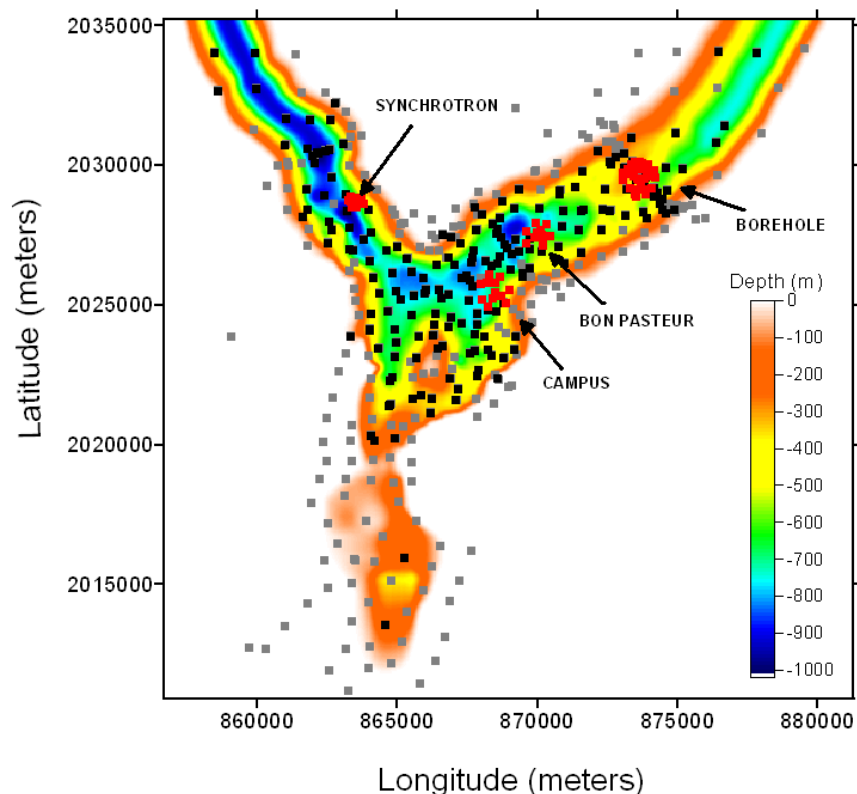 2035000
2030000
2025000
2020000
2015000
Latitude (meters)
SYNCHROTRON
BOREHOLE
BON PASTEUR
CAMPUS
Depth (m)
0
-100
-200
-300
-400
-500
-600
-700
-800
-900
-1000
860000 865000 870000 875000 880000
Longitude (meters)